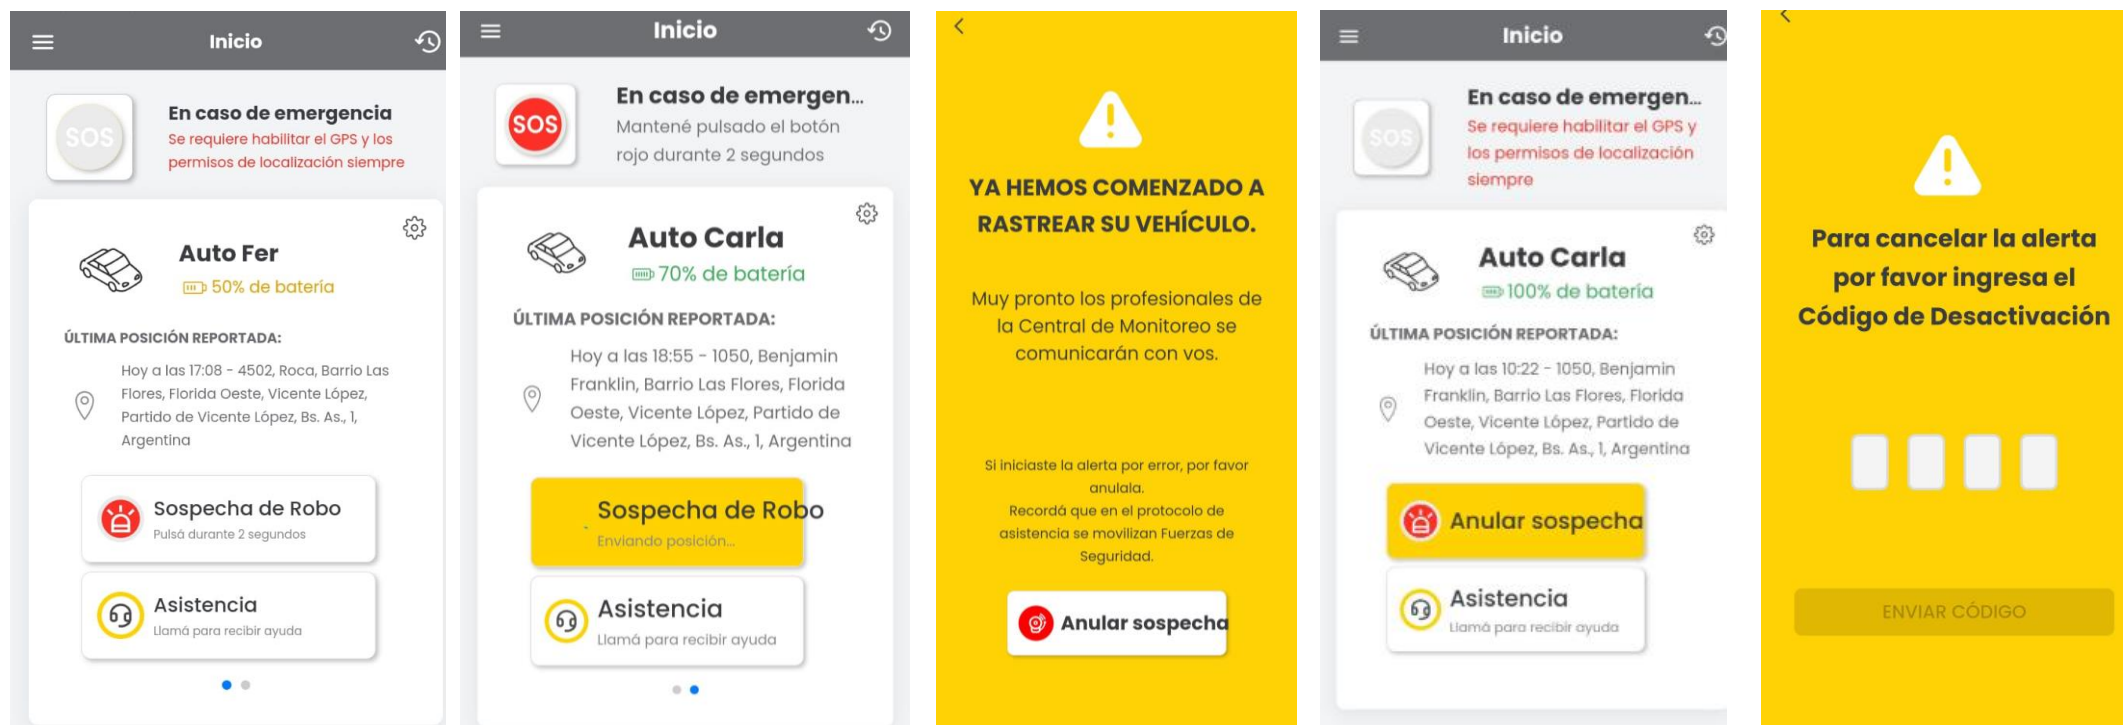 Inicio
SOS
En caso de emergencia
Se requiere habilitar el GPS y los
permisos de localización siempre
Auto Fer
50% de batería
ÚLTIMA POSICIÓN REPORTADA:
Hoy a las 17:08 - 4502, Roca, Barrio Las
Flores, Florida Oeste, Vicente López,
Partido de Vicente López, Bs. As., 1,
Argentina
Sospecha de Robo
Pulsá durante 2 segundos
Asistencia
Llamá para recibir ayuda
Inicio
SOS
En caso de emergen...
Mantené pulsado el botón
rojo durante 2 segundos
Auto Carla
70% de batería
ÚLTIMA POSICIÓN REPORTADA:
Hoy a las 18:55 - 1050, Benjamin
Franklin, Barrio Las Flores, Florida
Oeste, Vicente López, Partido de
Vicente López, Bs. As., 1, Argentina
Sospecha de Robo
Enviando posición...
Asistencia
Llamá para recibir ayuda
YA HEMOS COMENZADO A
RASTREAR SU VEHÍCULO.
Muy pronto los profesionales de
la Central de Monitoreo se
comunicarán con vos.
Si iniciaste la alerta por error, por favor
anulala.
Recordá que en el protocolo de
asistencia se movilizan Fuerzas de
Seguridad.
Anular sospecha
Inicio
SOS
En caso de emergen...
Se requiere habilitar el GPS y
los permisos de localización
siempre
Auto Carla
100% de batería
ÚLTIMA POSICIÓN REPORTADA:
Hoy a las 10:22 - 1050, Benjamin
Franklin, Barrio Las Flores, Florida
Oeste, Vicente López, Partido de
Vicente López, Bs. As., 1, Argentina
Anular sospecha
Asistencia
Llamá para recibir ayuda
Para cancelar la alerta
por favor ingresa el
Código de Desactivación
ENVIAR CÓDIGO